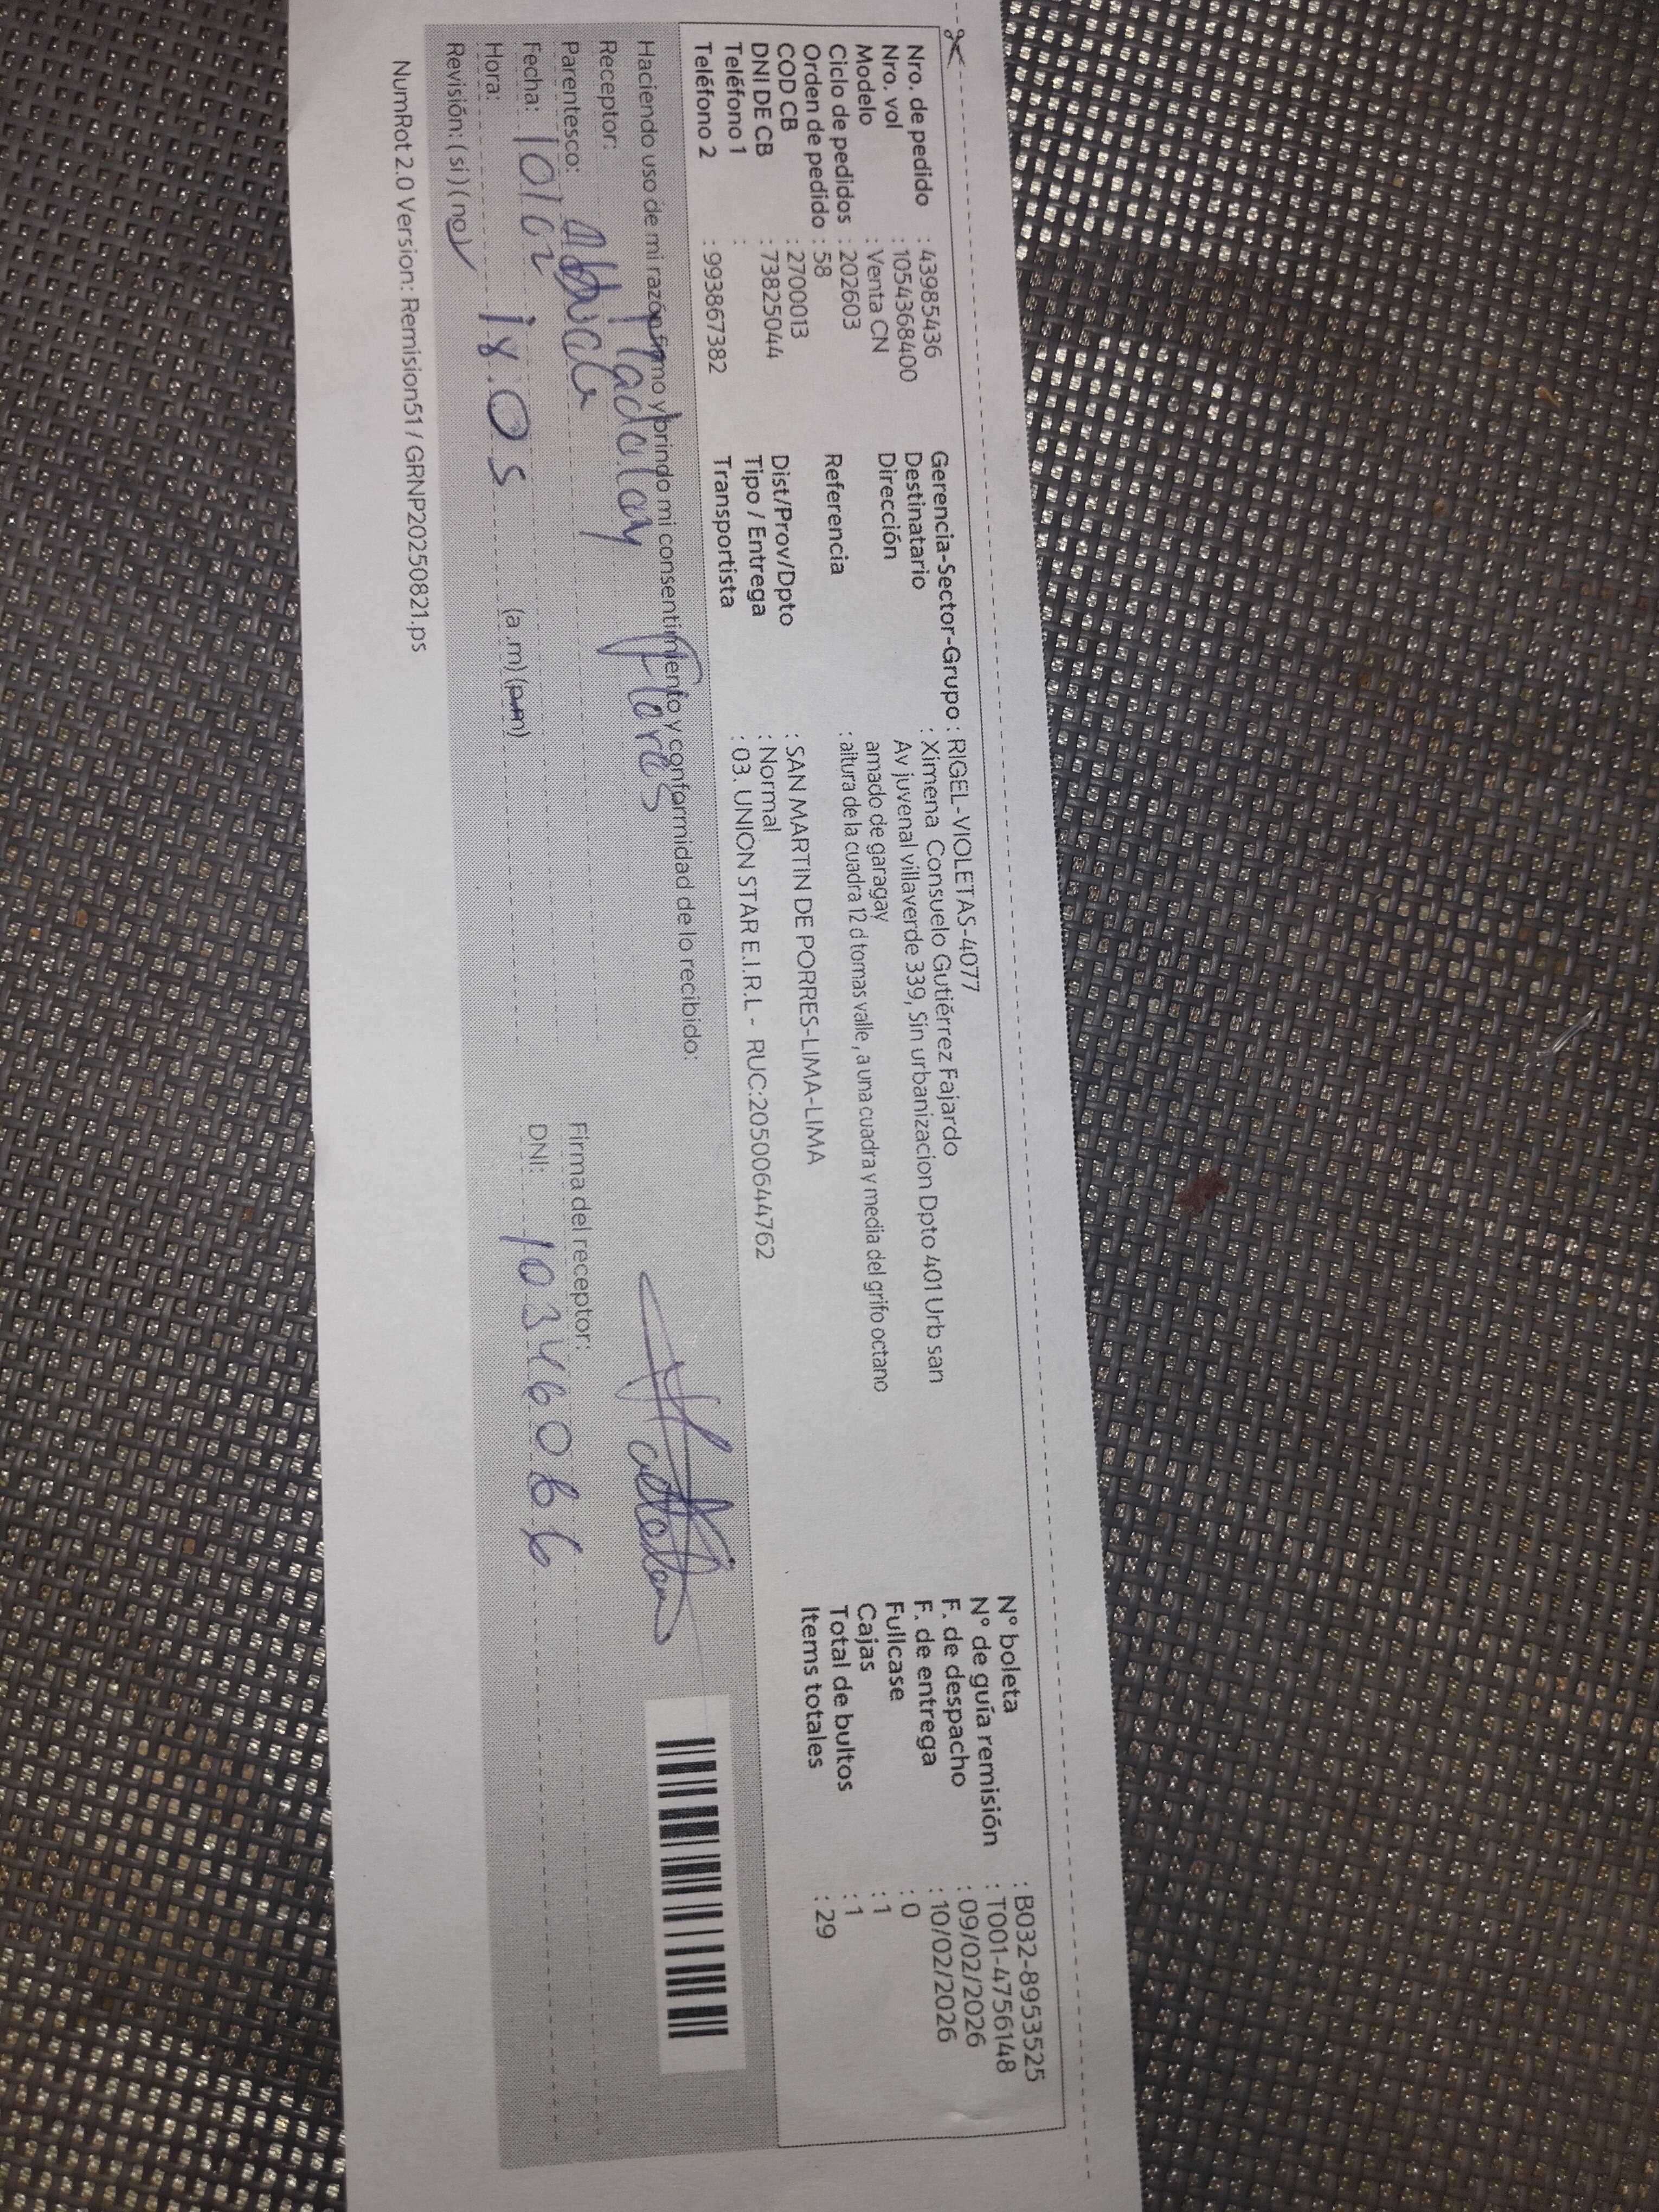 Nro. de pedido : 43985436
Nro. vol : 1054368400
Modelo : Venta CN
Ciclo de pedidos : 202603
Orden de pedido : 58
COD CB : 2700013
DNI DE CB : 73825044
Teléfono 1 :
Teléfono 2 : 993867382
Gerencia-Sector-Grupo : RIGEL-VIOLETAS-4077
Destinatario : Ximena Consuelo Gutiérrez Fajardo
Dirección Av juvenal villaverde 339, Sin urbanizacion Dpto 401 Urb san
amado de garagay
Referencia : altura de la cuadra 12 d tomas valle, a una cuadra y media del grifo octano
Dist/Prov/Dpto : SAN MARTIN DE PORRES-LIMA-LIMA
Tipo / Entrega : Normal
Transportista : 03. UNION STAR E.I.R.L - RUC:20500644762
N° boleta : B032-8953525
N° de guía remisión : T001-4756148
F. de despacho : 09/02/2026
F. de entrega : 10/02/2026
Fullcase : 0
Cajas : 1
Total de bultos : 1
Items totales : 29
Haciendo uso de mi razón firmo y brindo mi consentimiento y conformidad de lo recibido:
Receptor: Flores
Parentesco: Abuela
Fecha: 10/02
Hora: 18.05 (a.m)(p.m)
Revisión: (si)(no)
Firma del receptor:
DNI:
NumRot 2.0 Version: Remision51 / GRNP20250821.ps